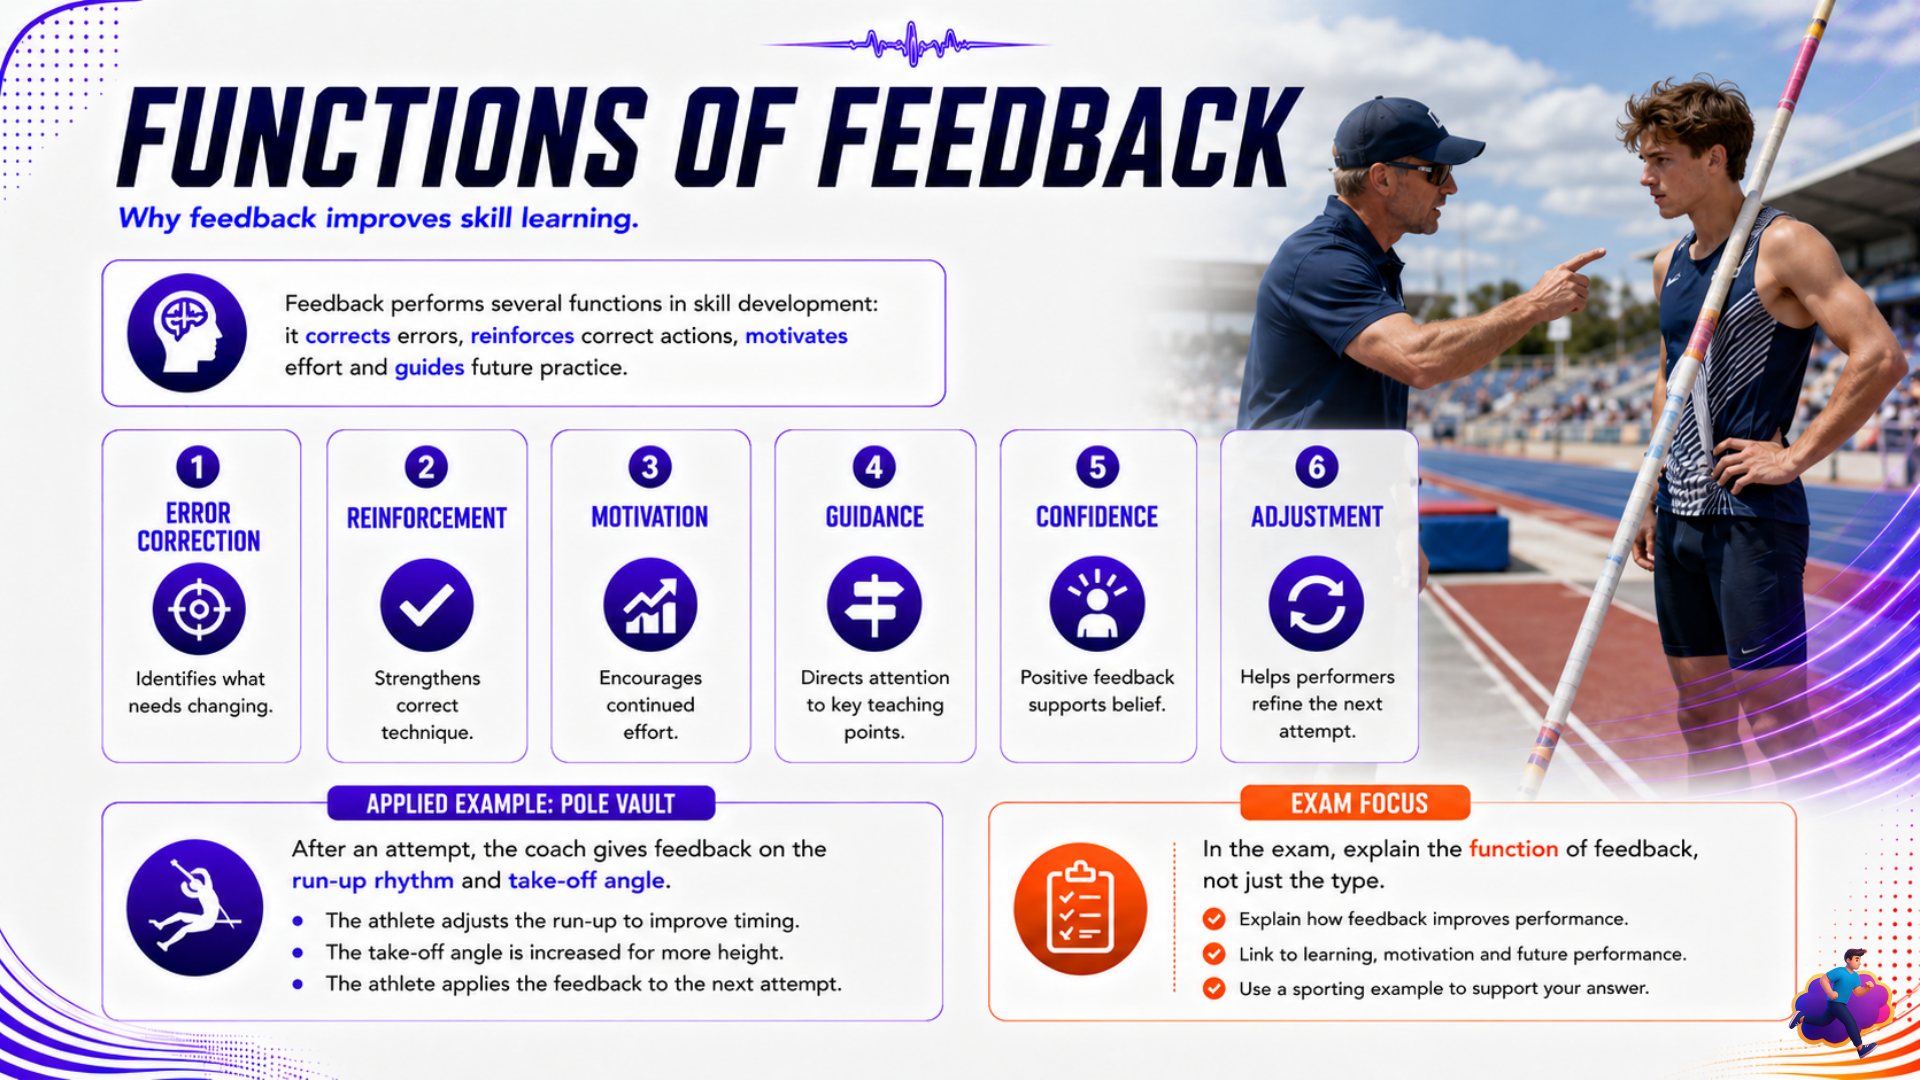 FUNCTIONS OF FEEDBACK
Why feedback improves skill learning.
Feedback performs several functions in skill development:
it corrects errors, reinforces correct actions, motivates
effort and guides future practice.
1
ERROR
CORRECTION
Identifies what
needs changing.
2
REINFORCEMENT
Strengthens
correct
technique.
3
MOTIVATION
Encourages
continued
effort.
4
GUIDANCE
Directs attention
to key teaching
points.
5
CONFIDENCE
Positive feedback
supports belief.
6
ADJUSTMENT
Helps performers
refine the next
attempt.
APPLIED EXAMPLE: POLE VAULT
After an attempt, the coach gives feedback on the
run-up rhythm and take-off angle.
• The athlete adjusts the run-up to improve timing.
• The take-off angle is increased for more height.
• The athlete applies the feedback to the next attempt.
EXAM FOCUS
In the exam, explain the function of feedback,
not just the type.
Explain how feedback improves performance.
Link to learning, motivation and future performance.
Use a sporting example to support your answer.